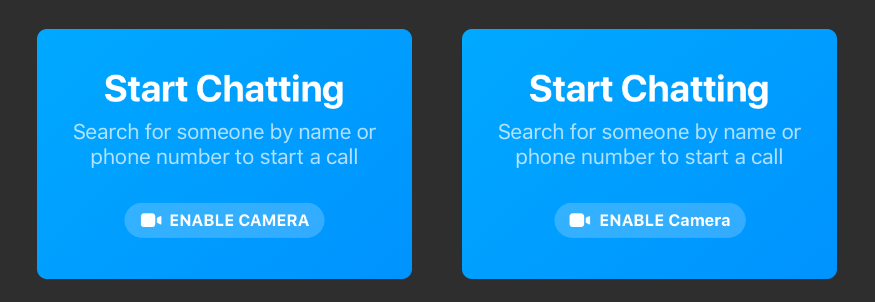 Start Chatting
Search for someone by name or
phone number to start a call
ENABLE CAMERA
Start Chatting
Search for someone by name or
phone number to start a call
ENABLE Camera